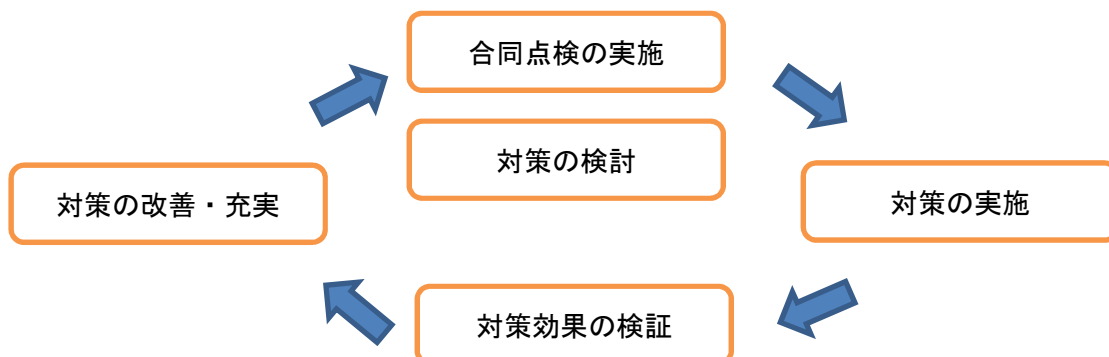 合同点検の実施
対策の検討
対策の改善・充実
対策の実施
対策効果の検証